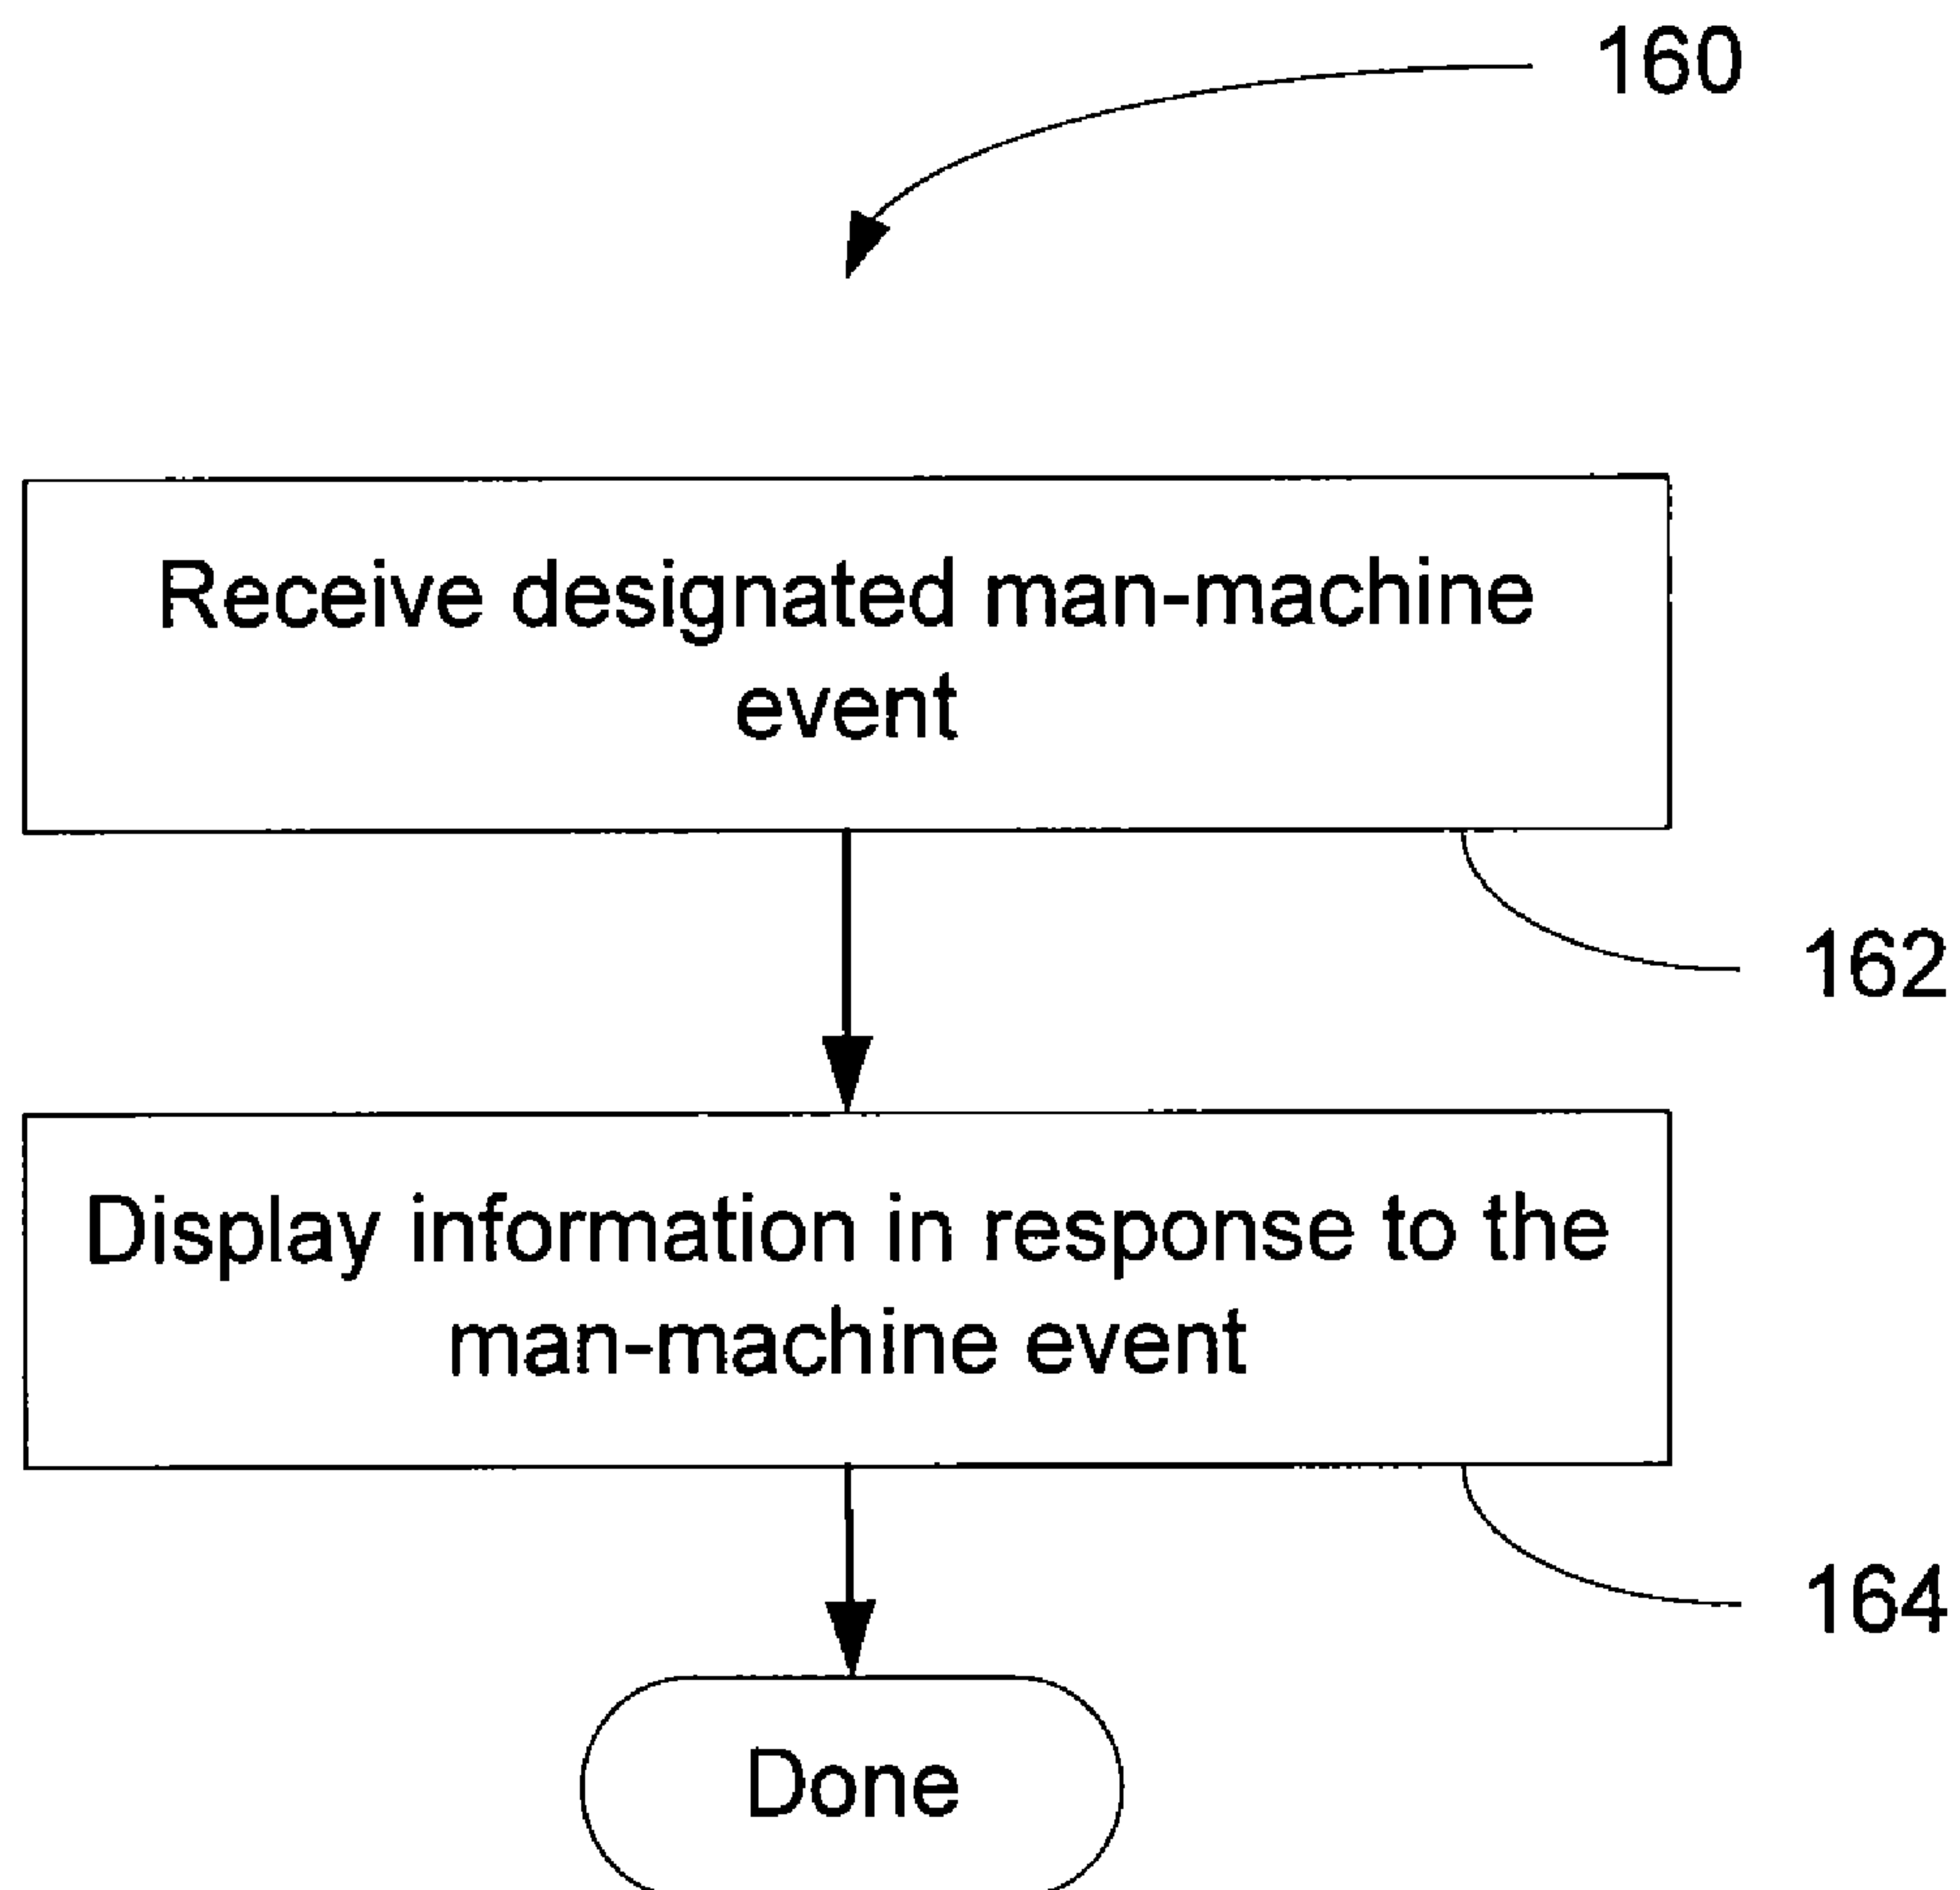 160
Receive designated man-machine
event
162
Display information in response to the
man-machine event
164
Done